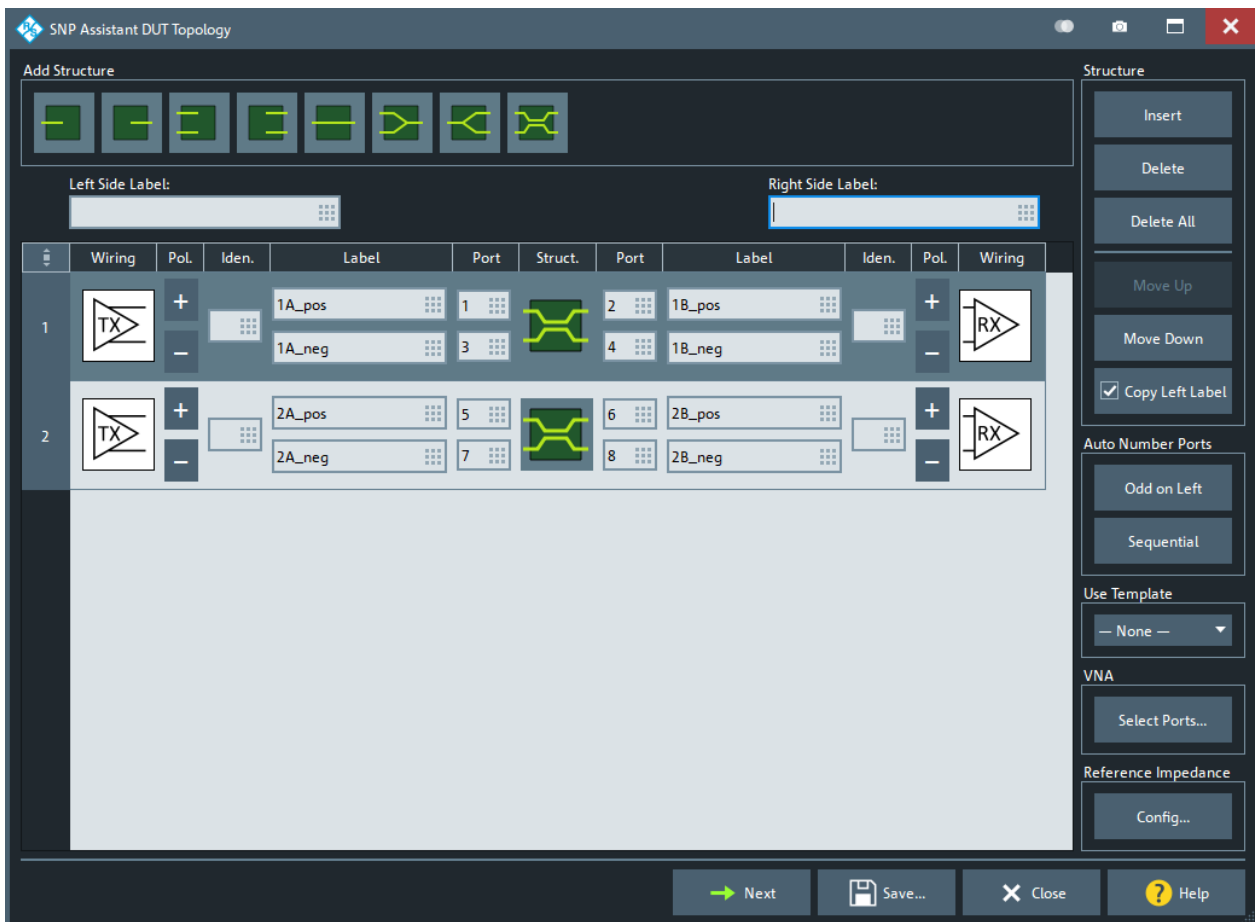 SNP Assistant DUT Topology
Add Structure
Left Side Label:
Right Side Label:
Wiring Pol. Iden. Label Port Struct. Port Label Iden. Pol. Wiring
1 TX + 1A_pos 1 2 1B_pos + RX
– 1A_neg 3 4 1B_neg –
2 TX + 2A_pos 5 6 2B_pos + RX
– 2A_neg 7 8 2B_neg –
Structure
Insert
Delete
Delete All
Move Up
Move Down
Copy Left Label
Auto Number Ports
Odd on Left
Sequential
Use Template
— None —
VNA
Select Ports...
Reference Impedance
Config...
Next Save... Close ? Help